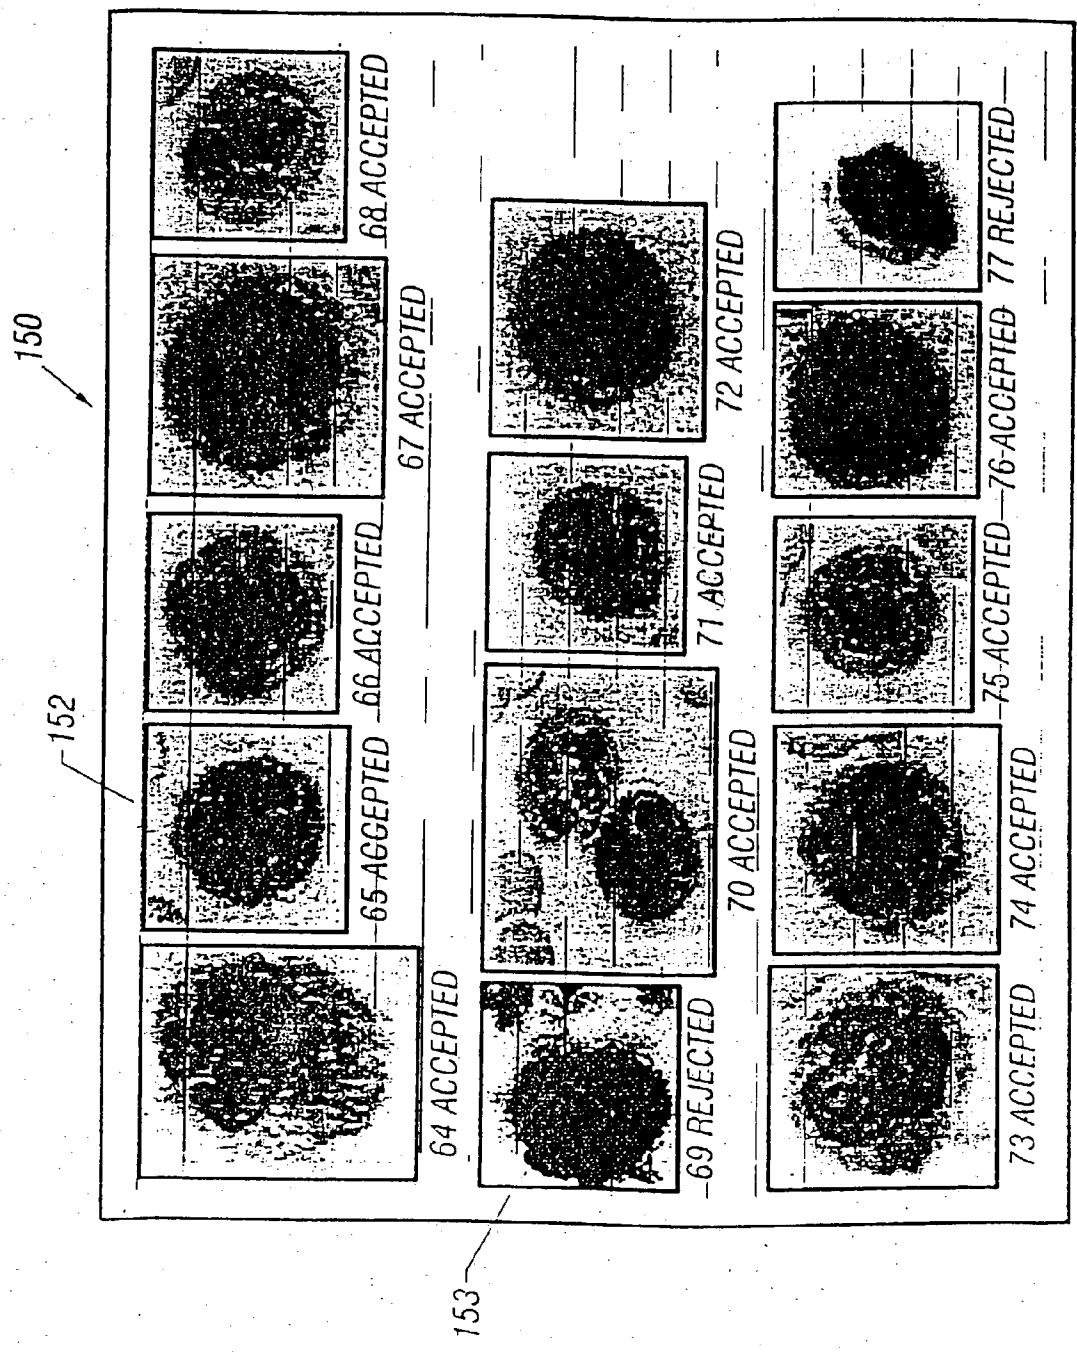 150
152
64 ACCEPTED
65 ACCEPTED
66 ACCEPTED
67 ACCEPTED
68 ACCEPTED
153
69 REJECTED
70 ACCEPTED
71 ACCEPTED
72 ACCEPTED
73 ACCEPTED
74 ACCEPTED
75 ACCEPTED
76 ACCEPTED
77 REJECTED